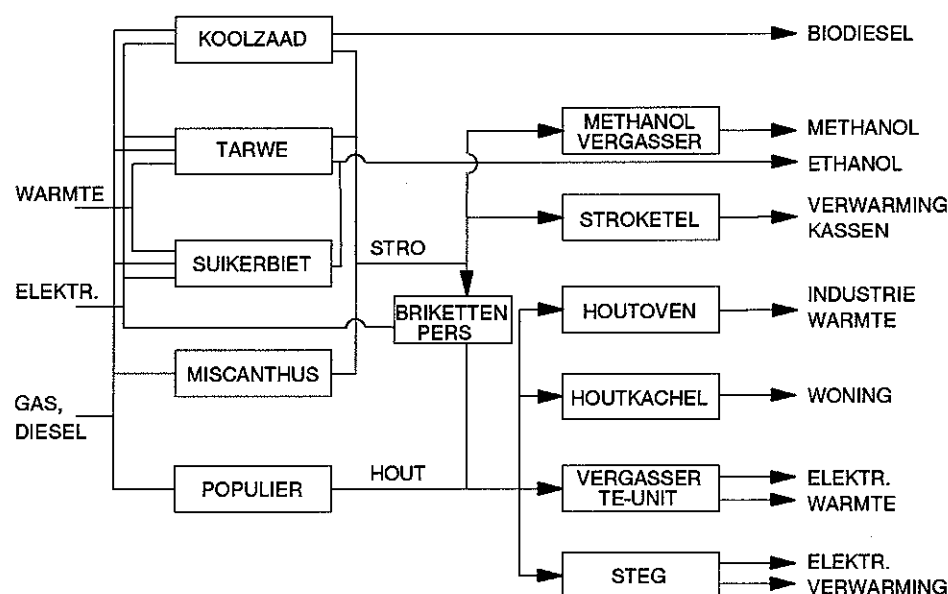 KOOLZAAD
BIODIESEL
METHANOL
VERGASSER
METHANOL
TARWE
ETHANOL
WARMTE
STROKETEL
VERWARMING
KASSEN
SUIKERBIET
STRO
ELEKTR.
BRIKETTEN
PERS
HOUTOVEN
INDUSTRIE
WARMTE
MISCANTHUS
HOUTKACHEL
WONING
GAS,
DIESEL
POPULIER
HOUT
VERGASSER
TE-UNIT
ELEKTR.
WARMTE
STEG
ELEKTR.
VERWARMING